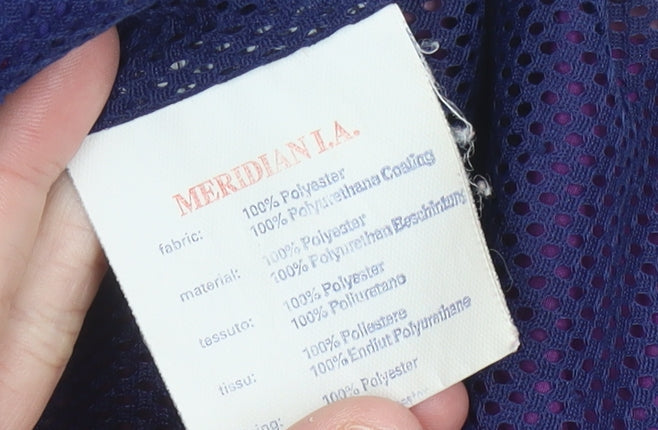 MERIDIAN I.A.
100% Polyester
fabric: 100% Polyurethane Coating
100% Polyester
material: 100% Polyurethan Beschichtung
100% Polyester
tessuto: 100% Poliuretano
100% Poliestere
tissu: 100% Enduit Polyurathane
100% Polyester